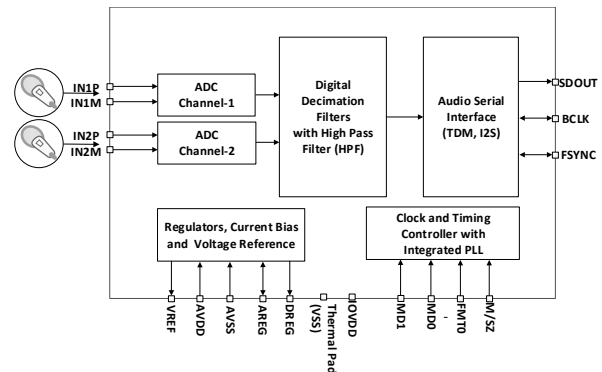 IN1P
IN1M
IN2P
IN2M
ADC
Channel-1
ADC
Channel-2
Digital
Decimation
Filters
with High Pass
Filter (HPF)
Audio Serial
Interface
(TDM, I2S)
SDOUT
BCLK
FSYNC
Regulators, Current Bias
and Voltage Reference
Clock and Timing
Controller with
Integrated PLL
VREF
AVDD
AVSS
AREG
DREG
Thermal Pad
(VSS)
IOVDD
MD1
MD0
-
FMT0
M/SZ